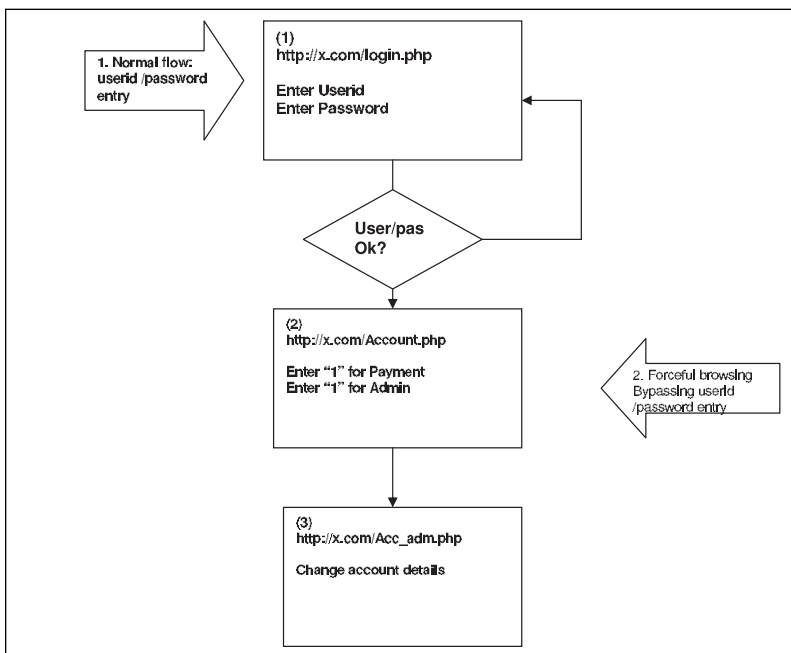 1. Normal flow:
userid /password
entry
(1)
http://x.com/login.php
Enter Userid
Enter Password
User/pas
Ok?
(2)
http://x.com/Account.php
Enter “1” for Payment
Enter “1” for Admin
2. Forceful browsing
Bypassing userid
/password entry
(3)
http://x.com/Acc_adm.php
Change account details